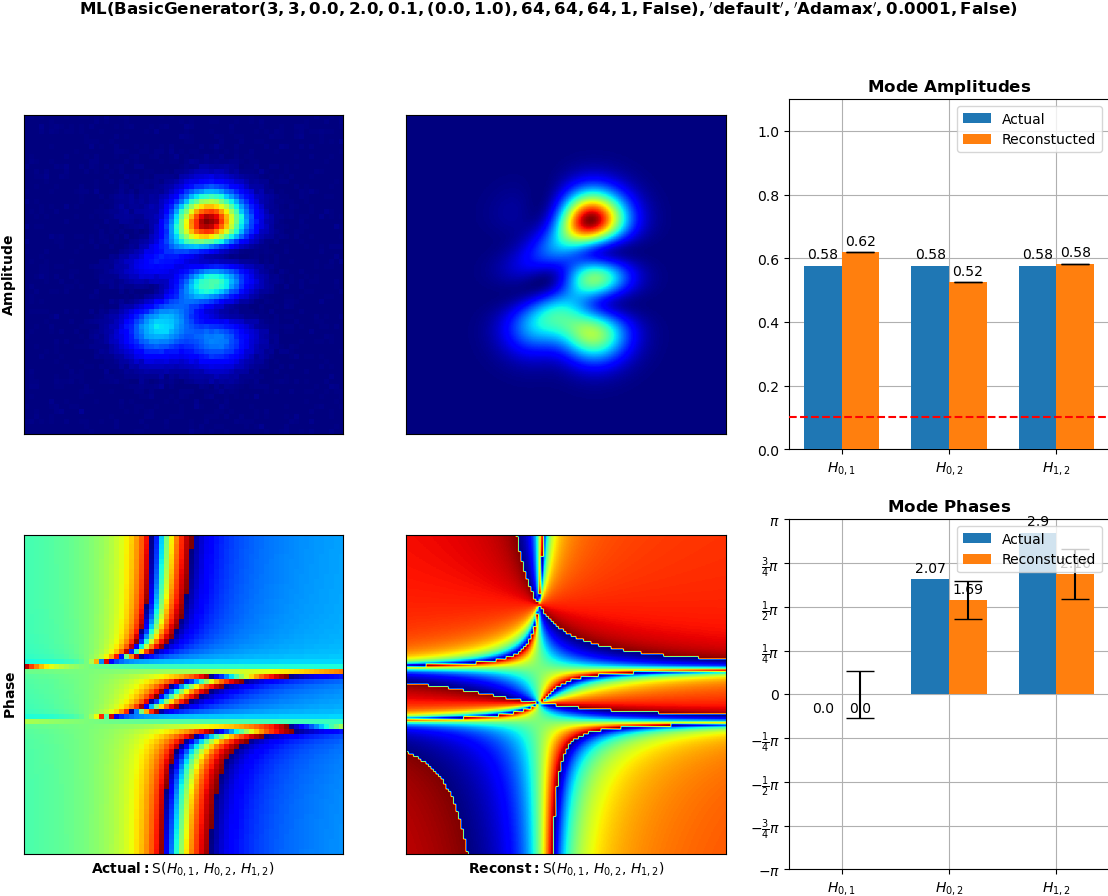 ML(BasicGenerator(3, 3, 0.0, 2.0, 0.1, (0.0, 1.0), 64, 64, 64, 1, False), 'default', 'Adamax', 0.0001, False)
Amplitude
Mode Amplitudes
Actual
Reconstucted
1.0
0.8
0.6
0.4
0.2
0.0
0.58
0.62
0.58
0.52
0.58
0.58
H0, 1
H0, 2
H1, 2
Phase
Actual: S(H0, 1, H0, 2, H1, 2)
Reconst: S(H0, 1, H0, 2, H1, 2)
Mode Phases
Actual
Reconstucted
π
3/4π
1/2π
1/4π
0
−1/4π
−1/2π
−3/4π
−π
0.0
0.0
2.07
1.69
2.9
H0, 1
H0, 2
H1, 2